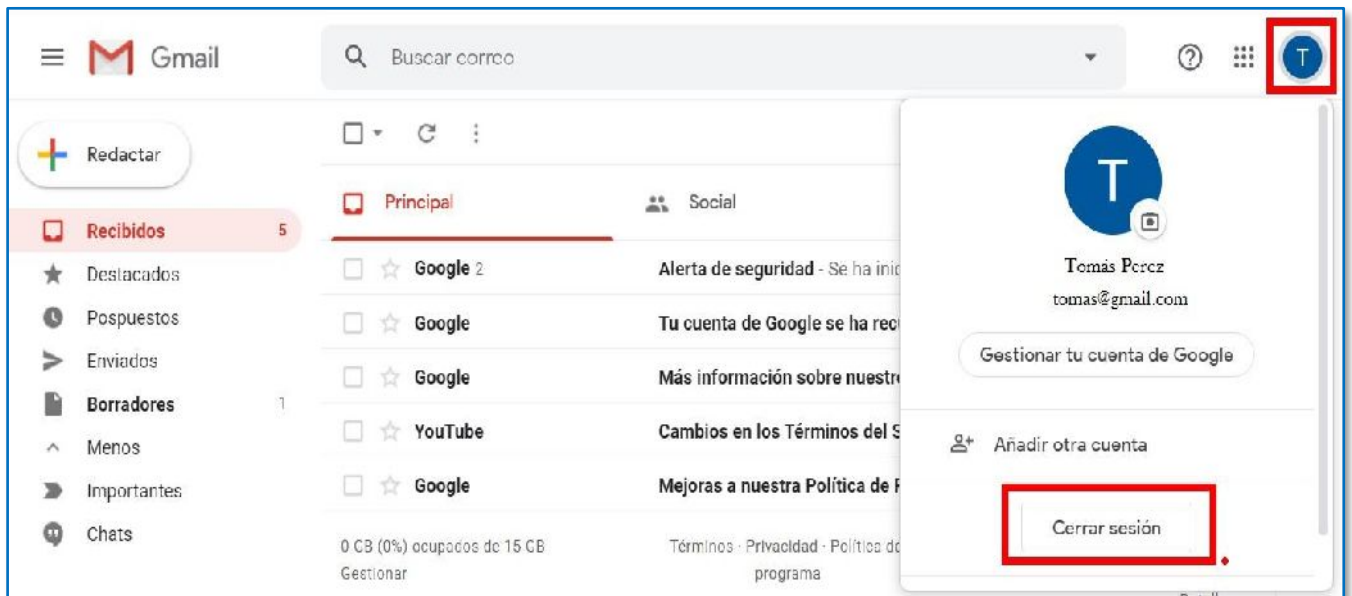 Gmail
Buscar correo
T
Redactar
Principal
Social
T
Recibidos 5
Destacados
Pospuestos
Enviados
Borradores 1
Menos
Importantes
Chats
Google 2 Alerta de seguridad - Se ha inic
Google Tu cuenta de Google se ha rec
Google Más información sobre nuestr
YouTube Cambios en los Términos del S
Google Mejoras a nuestra Política de
0 GB (0%) ocupados de 15 GB
Gestionar
Términos · Privacidad · Política de
programa
Tomás Perez
tomas@gmail.com
Gestionar tu cuenta de Google
Añadir otra cuenta
Cerrar sesión